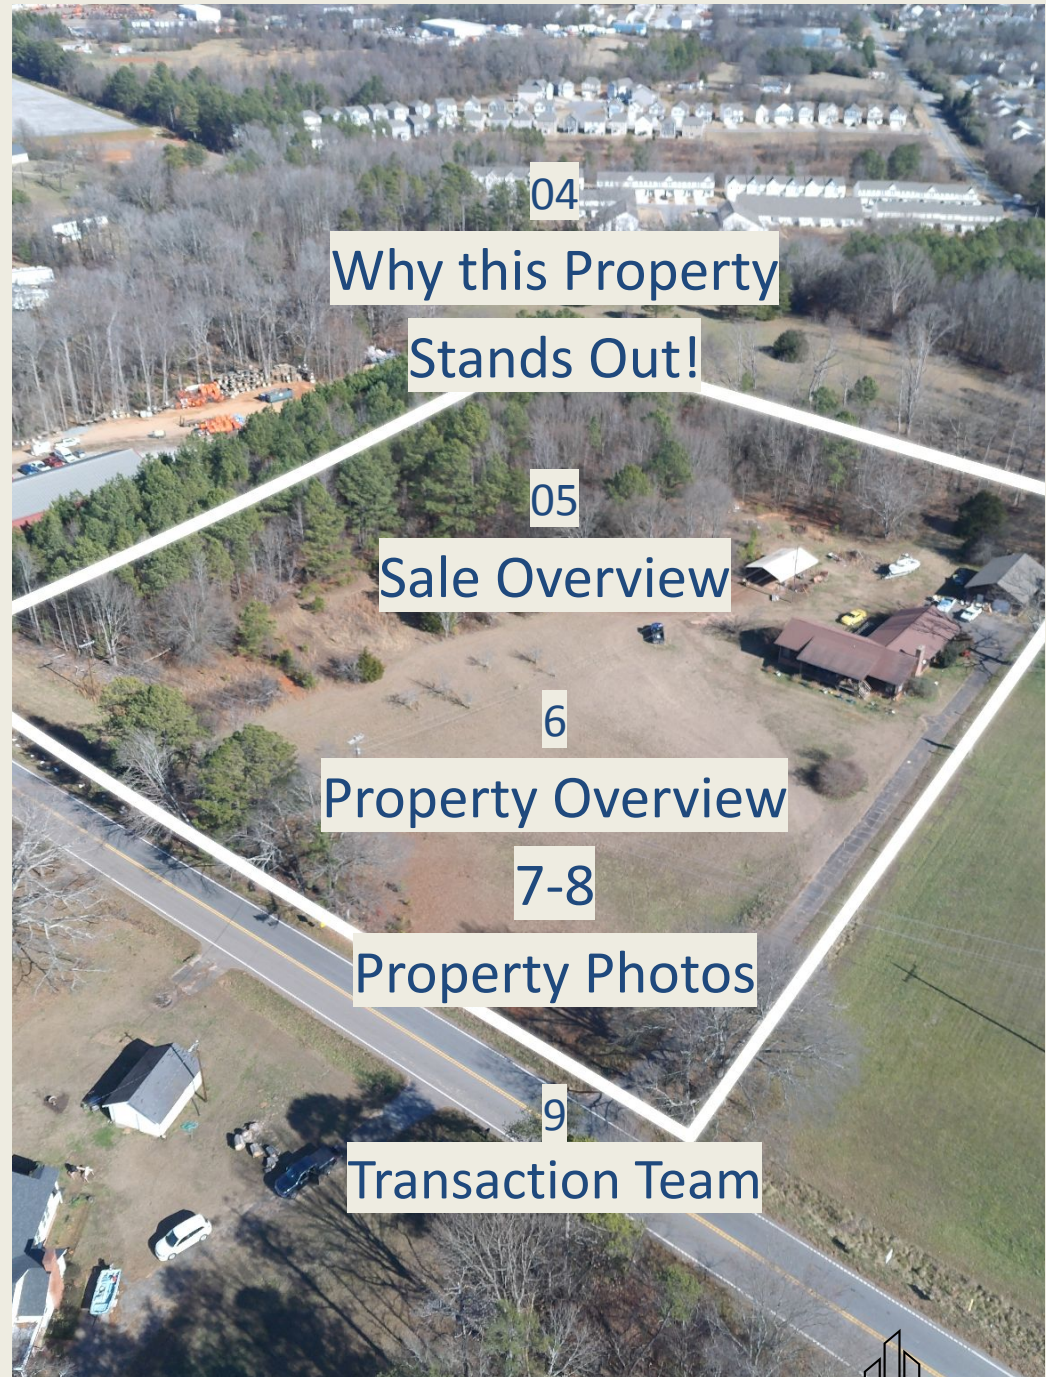 04
Why this Property
Stands Out!
05
Sale Overview
6
Property Overview
7-8
Property Photos
9
Transaction Team